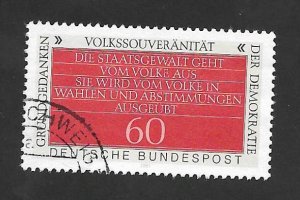 » VOLKSSOUVERÄNITÄT «
GRUNDGEDANKEN
DER DEMOKRATIE
DIE STAATSGEWALT GEHT
VOM VOLKE AUS
SIE WIRD VOM VOLKE IN
WAHLEN UND ABSTIMMUNGEN
AUSGEÜBT
60
DEUTSCHE BUNDESPOST